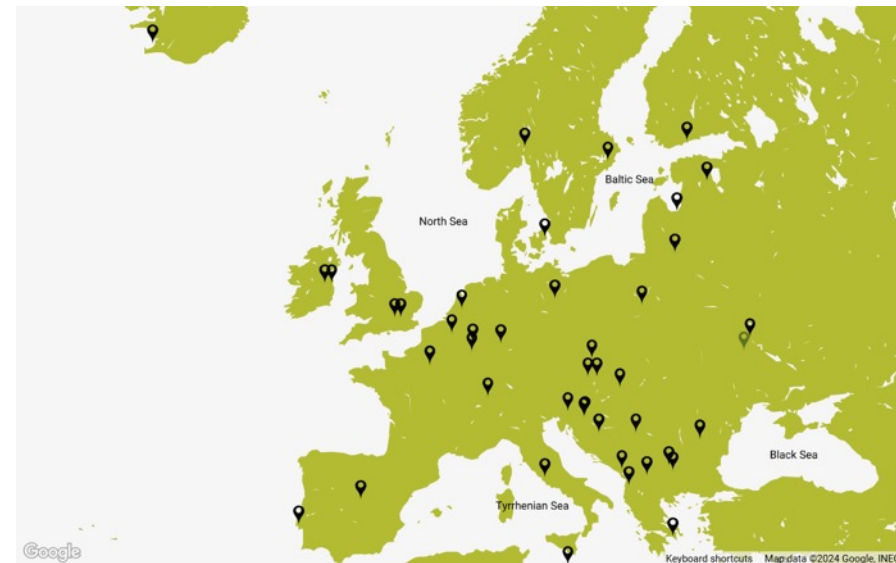 Baltic Sea
North Sea
Black Sea
Tyrrhenian Sea
Google
Keyboard shortcuts Map data ©2024 Google, INEG